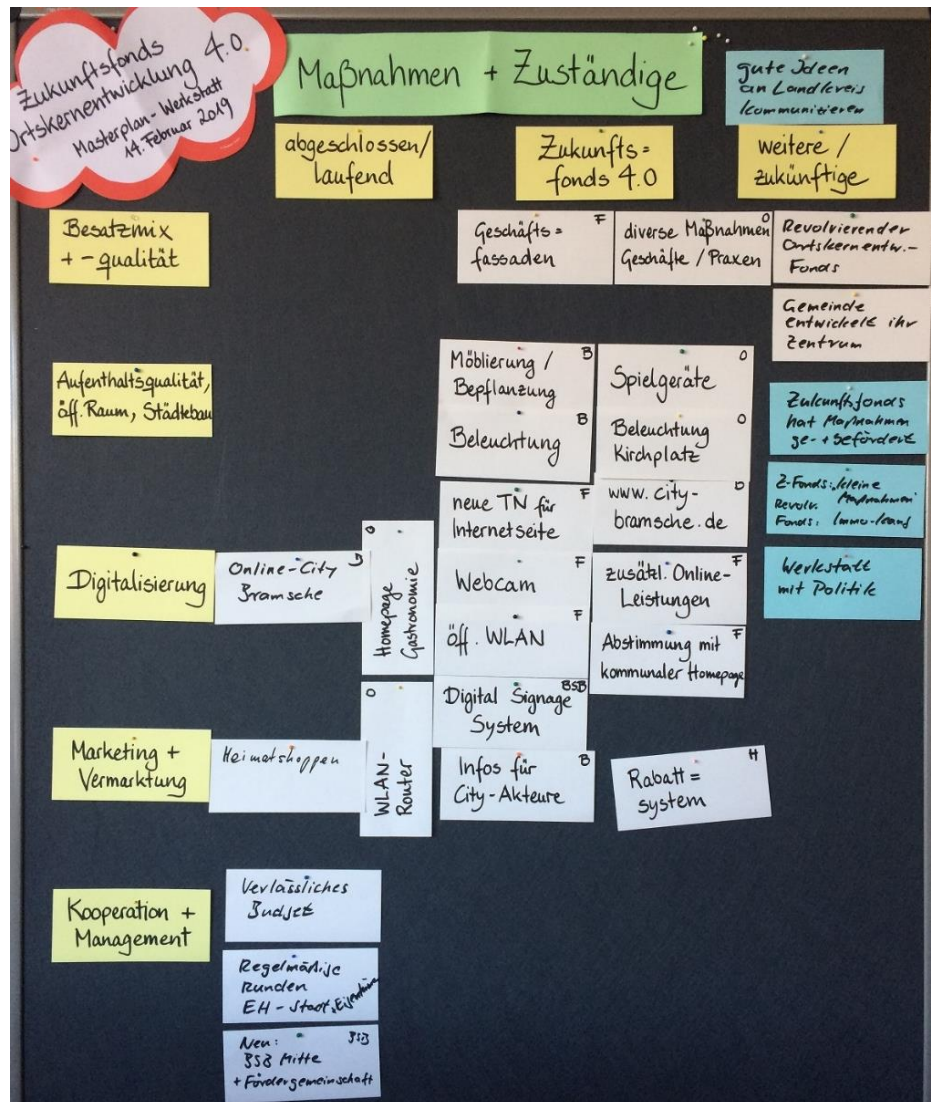 Zukunftsfonds
Ortskernentwicklung 4.0
Masterplan-Werkstatt
14. Februar 2019
Maßnahmen + Zuständige
gute Ideen
an Landkreis
kommunizieren
abgeschlossen/
laufend
Zukunfts=
fonds 4.0
weitere /
zukünftige
Besatzmix
+ -qualität
Geschäfts= F
fassaden
diverse Maßnahmen O
Geschäfte / Praxen
Revolvierender
Ortskernentw.-
Fonds
Gemeinde
entwickelt ihr
Zentrum
Aufenthaltsqualität,
öff. Raum, Städtebau
Möblierung / B
Bepflanzung
Spielgeräte O
Beleuchtung B
Beleuchtung O
Kirchplatz
Zukunftsfonds
hat Maßnahmen
ge- + befördert
neue TN für F
Internetseite
www.city-
bramsche.de
Z-Fonds: kleine
Maßnahmen
Revolv.
Fonds: Immo-
Digitalisierung
Online-City
Bramsche
Homepage O
Gastronomie
Webcam F
zusätzl. Online- F
Leistungen
Werkstatt
mit Politik
öff. WLAN F
Abstimmung mit F
kommunaler Homepage
Digital Signage BSB
System
Marketing +
Vermarktung
Heimatshoppen
WLAN- O
Router
Infos für B
City-Akteure
Rabatt= H
system
Kooperation +
Management
Verlässliches
Budget
Regelmäßige
Runden
EH-Stadt, Eigentümer
Neu: BSB
BSB Mitte
+ Fördergemeinschaft